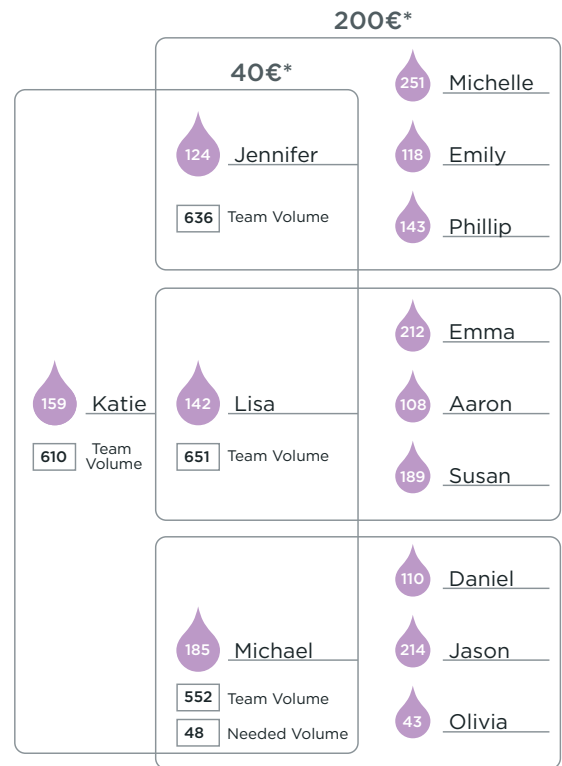 200€*
40€*
124 Jennifer
636 Team Volume
251 Michelle
118 Emily
143 Phillip
159 Katie
610 Team
Volume
142 Lisa
651 Team Volume
212 Emma
108 Aaron
189 Susan
185 Michael
552 Team Volume
48 Needed Volume
110 Daniel
214 Jason
43 Olivia